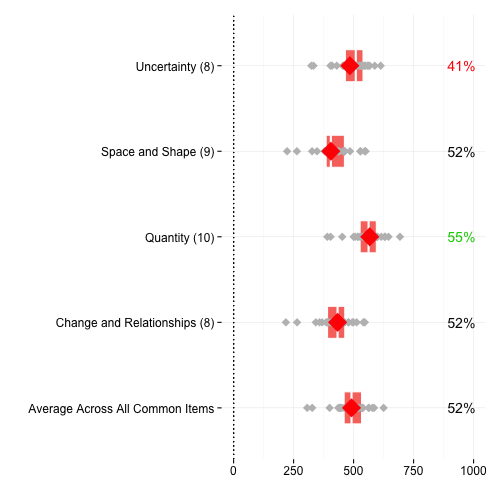 Uncertainty (8) 41%
Space and Shape (9) 52%
Quantity (10) 55%
Change and Relationships (8) 52%
Average Across All Common Items 52%
0 250 500 750 1000